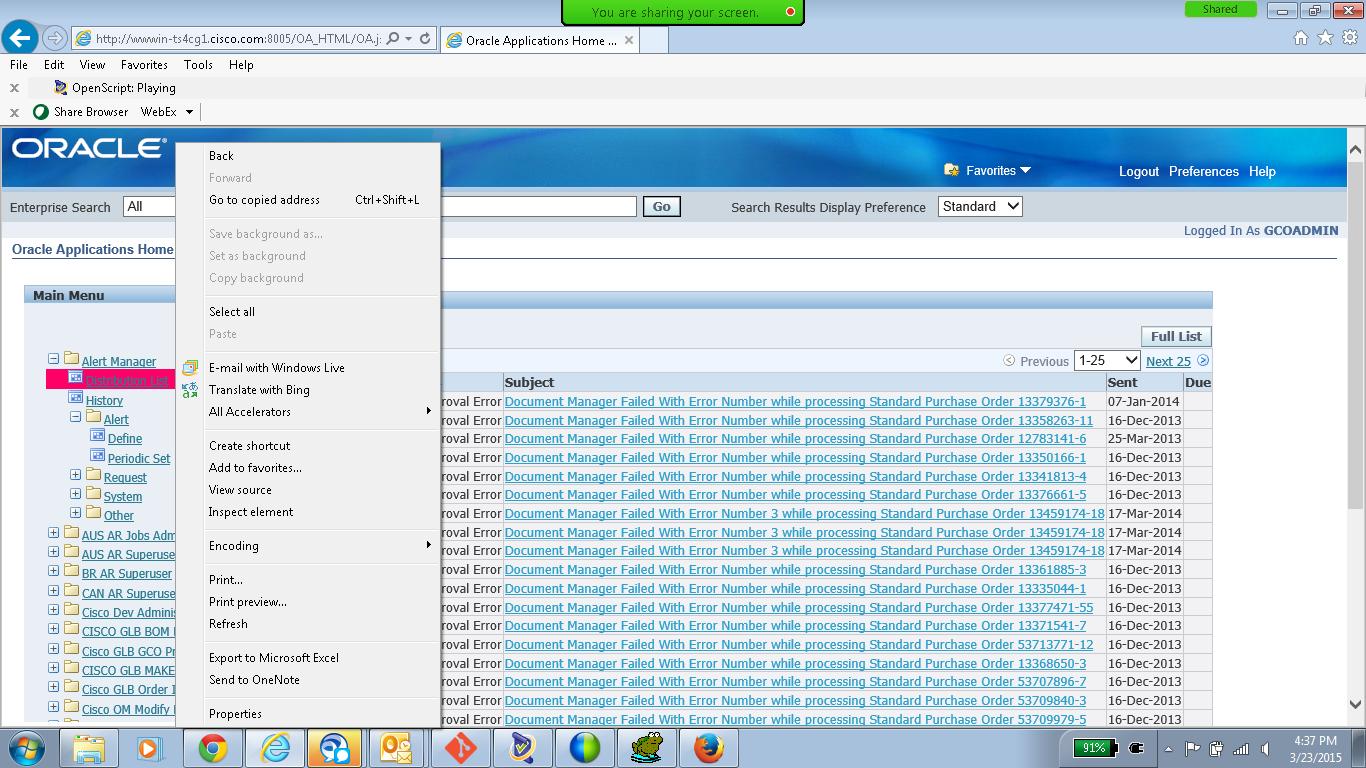 You are sharing your screen.
Shared
http://wwwin-ts4cg1.cisco.com:8005/OA_HTML/OA.j
Oracle Applications Home ...
File Edit View Favorites Tools Help
x OpenScript: Playing
x Share Browser WebEx
ORACLE
Favorites
Logout Preferences Help
Enterprise Search All Go Search Results Display Preference Standard
Logged In As GCOADMIN
Oracle Applications Home
Main Menu
Alert Manager
Distribution List
History
Alert
Define
Periodic Set
Request
System
Other
AUS AR Jobs Adm
AUS AR Superuse
BR AR Superuser
CAN AR Superuse
Cisco Dev Adminis
CISCO GLB BOM
Cisco GLB GCO Pr
CISCO GLB MAKE
Cisco GLB Order I
Cisco OM Modify
Back
Forward
Go to copied address Ctrl+Shift+L
Save background as...
Set as background
Copy background
Select all
Paste
E-mail with Windows Live
Translate with Bing
All Accelerators
Create shortcut
Add to favorites...
View source
Inspect element
Encoding
Print...
Print preview...
Refresh
Export to Microsoft Excel
Send to OneNote
Properties
Full List
Previous 1-25 Next 25
Subject Sent Due
roval Error Document Manager Failed With Error Number while processing Standard Purchase Order 13379376-1 07-Jan-2014
roval Error Document Manager Failed With Error Number while processing Standard Purchase Order 13358263-11 16-Dec-2013
roval Error Document Manager Failed With Error Number while processing Standard Purchase Order 12783141-6 25-Mar-2013
roval Error Document Manager Failed With Error Number while processing Standard Purchase Order 13350166-1 16-Dec-2013
roval Error Document Manager Failed With Error Number while processing Standard Purchase Order 13341813-4 16-Dec-2013
roval Error Document Manager Failed With Error Number while processing Standard Purchase Order 13376661-5 16-Dec-2013
roval Error Document Manager Failed With Error Number 3 while processing Standard Purchase Order 13459174-18 17-Mar-2014
roval Error Document Manager Failed With Error Number 3 while processing Standard Purchase Order 13459174-18 17-Mar-2014
roval Error Document Manager Failed With Error Number 3 while processing Standard Purchase Order 13459174-18 17-Mar-2014
roval Error Document Manager Failed With Error Number while processing Standard Purchase Order 13361885-3 16-Dec-2013
roval Error Document Manager Failed With Error Number while processing Standard Purchase Order 13335044-1 16-Dec-2013
roval Error Document Manager Failed With Error Number while processing Standard Purchase Order 13377471-55 16-Dec-2013
roval Error Document Manager Failed With Error Number while processing Standard Purchase Order 13371541-7 16-Dec-2013
roval Error Document Manager Failed With Error Number while processing Standard Purchase Order 53713771-12 16-Dec-2013
roval Error Document Manager Failed With Error Number while processing Standard Purchase Order 13368650-3 16-Dec-2013
roval Error Document Manager Failed With Error Number while processing Standard Purchase Order 53707896-7 16-Dec-2013
roval Error Document Manager Failed With Error Number while processing Standard Purchase Order 53709840-3 16-Dec-2013
roval Error Document Manager Failed With Error Number while processing Standard Purchase Order 53709979-5 16-Dec-2013
91%
4:37 PM
3/23/2015